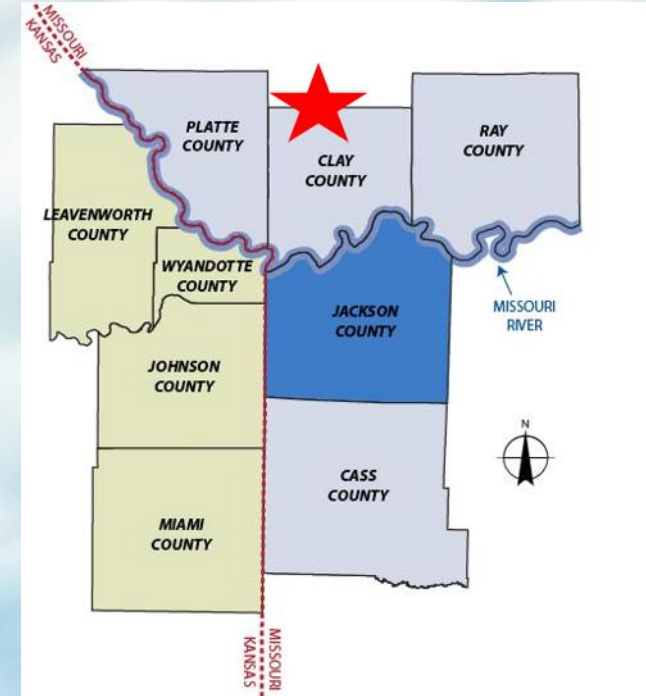 MISSOURI
KANSAS
PLATTE
COUNTY
CLAY
COUNTY
RAY
COUNTY
LEAVENWORTH
COUNTY
WYANDOTTE
COUNTY
JACKSON
COUNTY
MISSOURI
RIVER
JOHNSON
COUNTY
N
CASS
COUNTY
MIAMI
COUNTY
KANSAS
MISSOURI